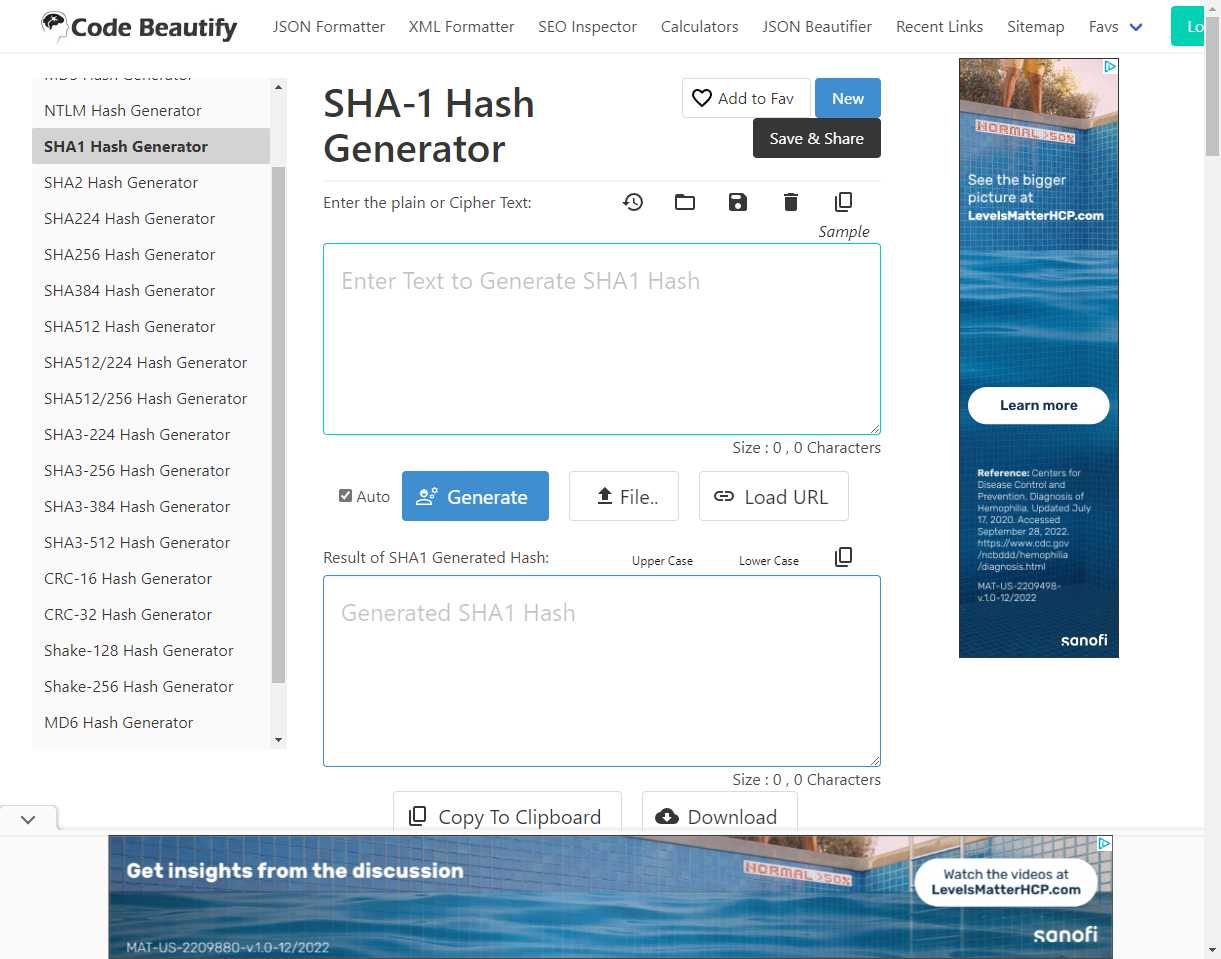 Code Beautify
JSON Formatter
XML Formatter
SEO Inspector
Calculators
JSON Beautifier
Recent Links
Sitemap
Favs
Lo
NTLM Hash Generator
SHA1 Hash Generator
SHA2 Hash Generator
SHA224 Hash Generator
SHA256 Hash Generator
SHA384 Hash Generator
SHA512 Hash Generator
SHA512/224 Hash Generator
SHA512/256 Hash Generator
SHA3-224 Hash Generator
SHA3-256 Hash Generator
SHA3-384 Hash Generator
SHA3-512 Hash Generator
CRC-16 Hash Generator
CRC-32 Hash Generator
Shake-128 Hash Generator
Shake-256 Hash Generator
MD6 Hash Generator
SHA-1 Hash
Generator
Add to Fav
New
Save & Share
Enter the plain or Cipher Text:
Sample
Enter Text to Generate SHA1 Hash
Size : 0 , 0 Characters
Auto
Generate
File..
Load URL
Result of SHA1 Generated Hash:
Upper Case
Lower Case
Generated SHA1 Hash
Size : 0 , 0 Characters
Copy To Clipboard
Download
NORMAL >50%
See the bigger
picture at
LevelsMatterHCP.com
Learn more
Reference: Centers for
Disease Control and
Prevention. Diagnosis of
Hemophilia. Updated July
17, 2020. Accessed
September 28, 2022.
https://www.cdc.gov
/ncbddd/hemophilia
/diagnosis.html
MAT-US-2209498-
v.1.0-12/2022
sanofi
Get insights from the discussion
NORMAL >50%
Watch the videos at
LevelsMatterHCP.com
MAT-US-2209880-v.1.0-12/2022
sanofi